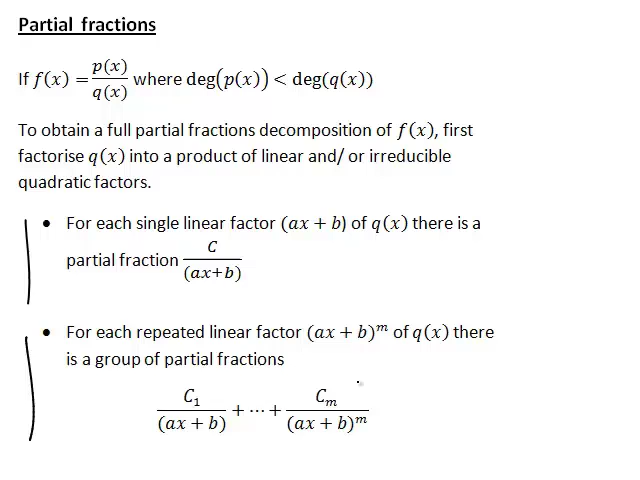 Partial fractions
If f(x) = p(x)/q(x) where deg(p(x)) < deg(q(x))
To obtain a full partial fractions decomposition of f(x), first
factorise q(x) into a product of linear and/ or irreducible
quadratic factors.
• For each single linear factor (ax + b) of q(x) there is a
partial fraction C/(ax+b)
• For each repeated linear factor (ax + b)^m of q(x) there
is a group of partial fractions
C₁/(ax + b) + ⋯ + Cₘ/(ax + b)^m